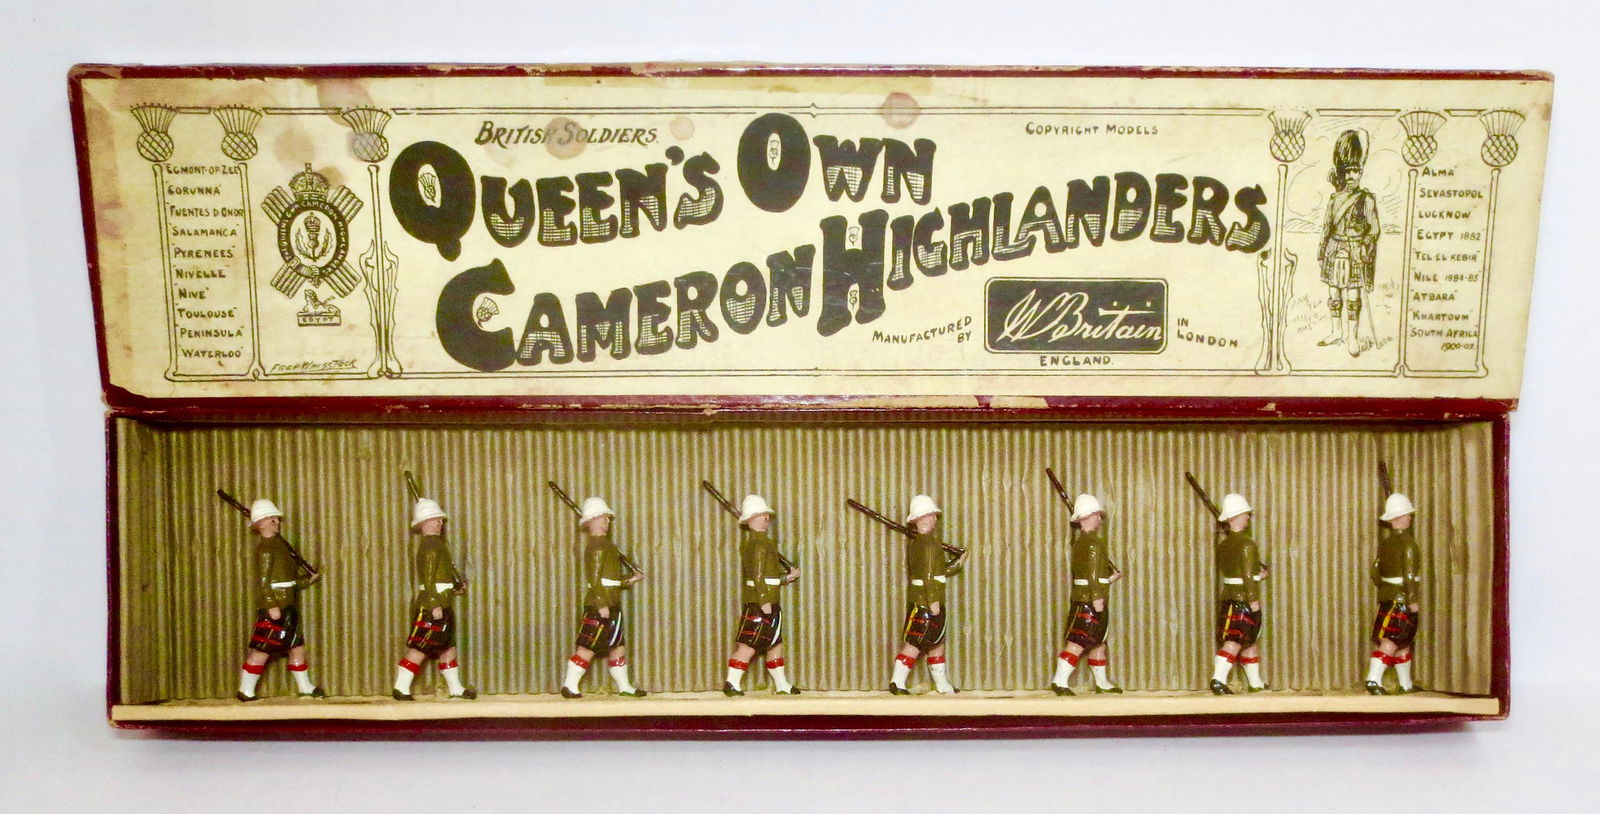 BRITISH SOLDIERS.
COPYRIGHT MODELS
QUEEN'S OWN
CAMERON HIGHLANDERS
MANUFACTURED
BY
W Britain
IN
LONDON
ENGLAND.
EGMONT-OP-ZEE
"CORUNNA"
"FUENTES D'ONOR
"SALAMANCA"
"PYRENEES"
"NIVELLE"
"NIVE"
"TOULOUSE"
"PENINSULA"
"WATERLOO"
EGYPT
FRED WHISSTOCK
"ALMA"
"SEVASTOPOL"
"LUCKNOW"
"EGYPT 1882
"TEL-EL-KEBIR"
"NILE 1884-85"
"ATBARA"
"KHARTOUM"
"SOUTH AFRICA
1900-02